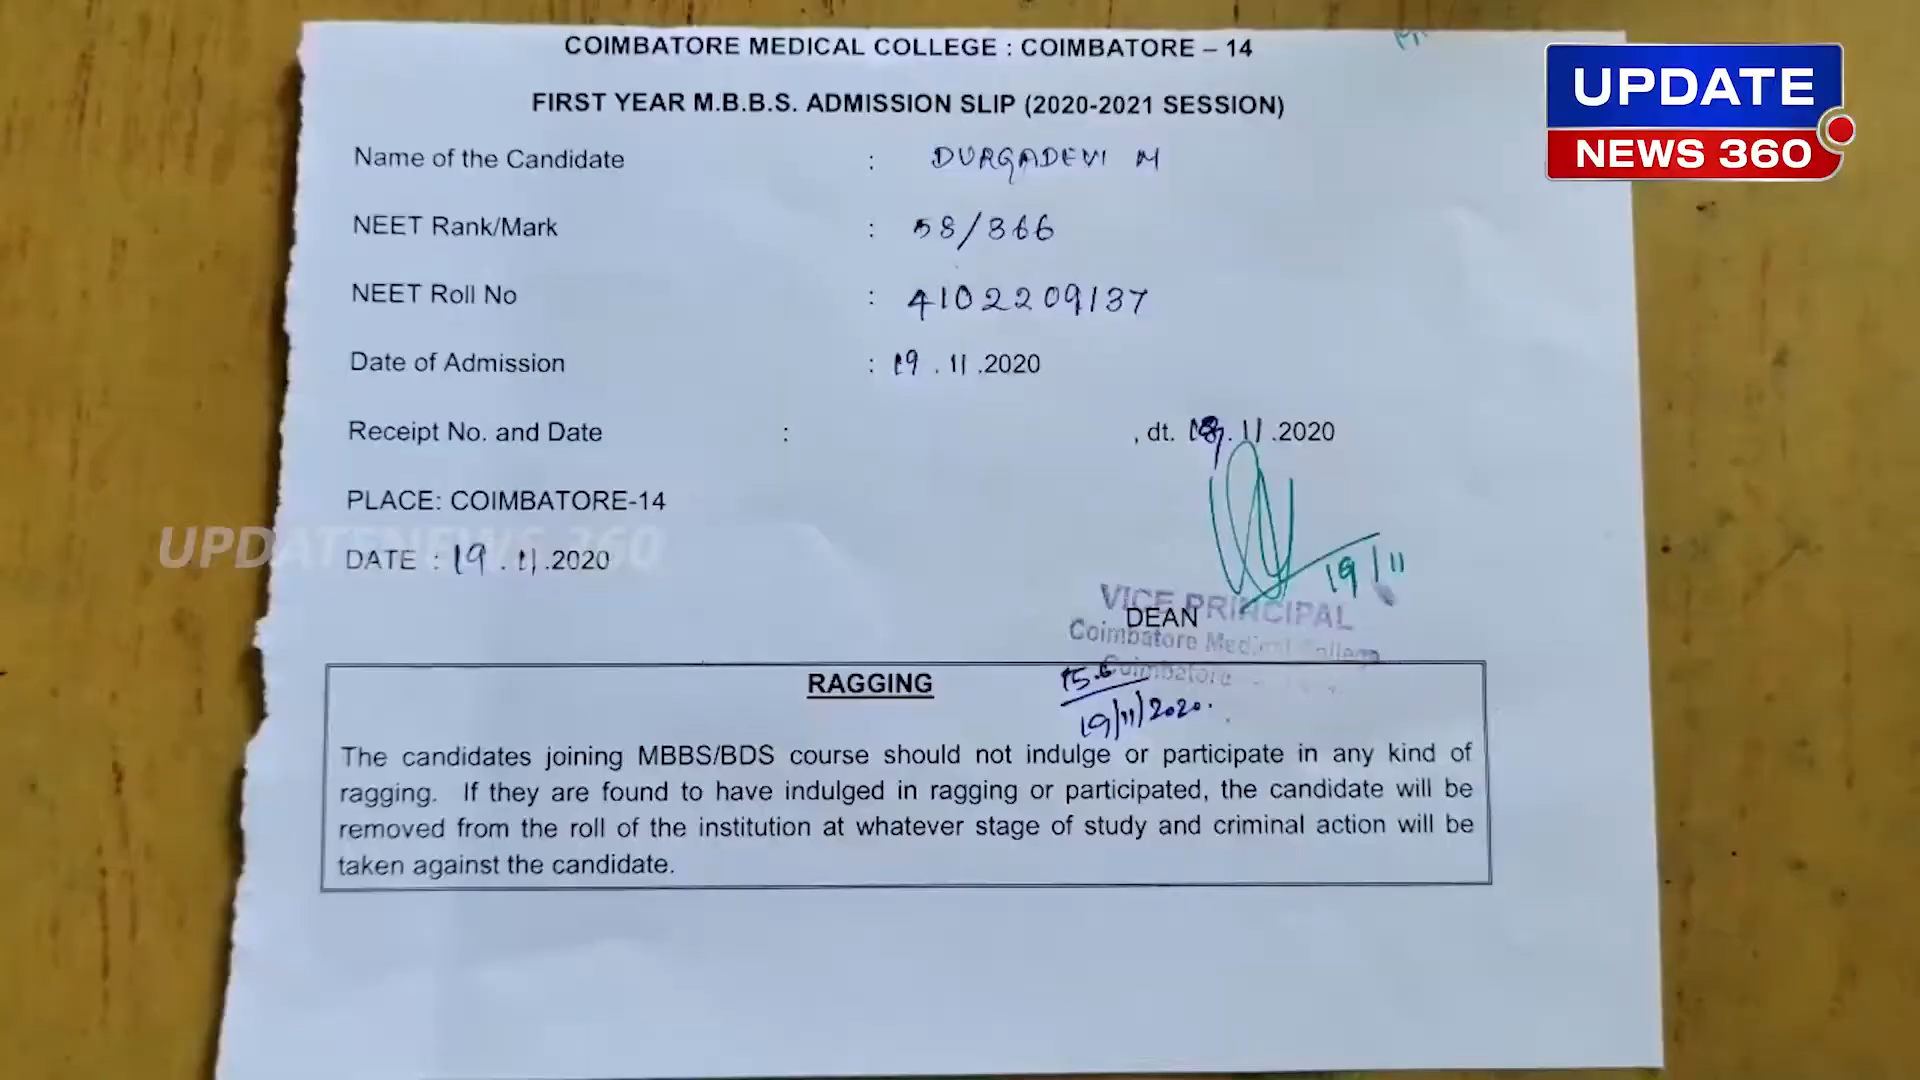 COIMBATORE MEDICAL COLLEGE : COIMBATORE – 14
UPDATE
NEWS 360
FIRST YEAR M.B.B.S. ADMISSION SLIP (2020-2021 SESSION)
Name of the Candidate : DURGADEVI M
NEET Rank/Mark : 58/366
NEET Roll No : 4102209137
Date of Admission : 19 . 11 .2020
Receipt No. and Date : , dt. 19. 11 .2020
PLACE: COIMBATORE-14
UPDATENEWS 360
DATE : 19 . 11 .2020
19/11
VICE PRINCIPAL
DEAN
Coimbatore Medical College
Coimbatore
RAGGING
19/11/2020.
The candidates joining MBBS/BDS course should not indulge or participate in any kind of
ragging. If they are found to have indulged in ragging or participated, the candidate will be
removed from the roll of the institution at whatever stage of study and criminal action will be
taken against the candidate.